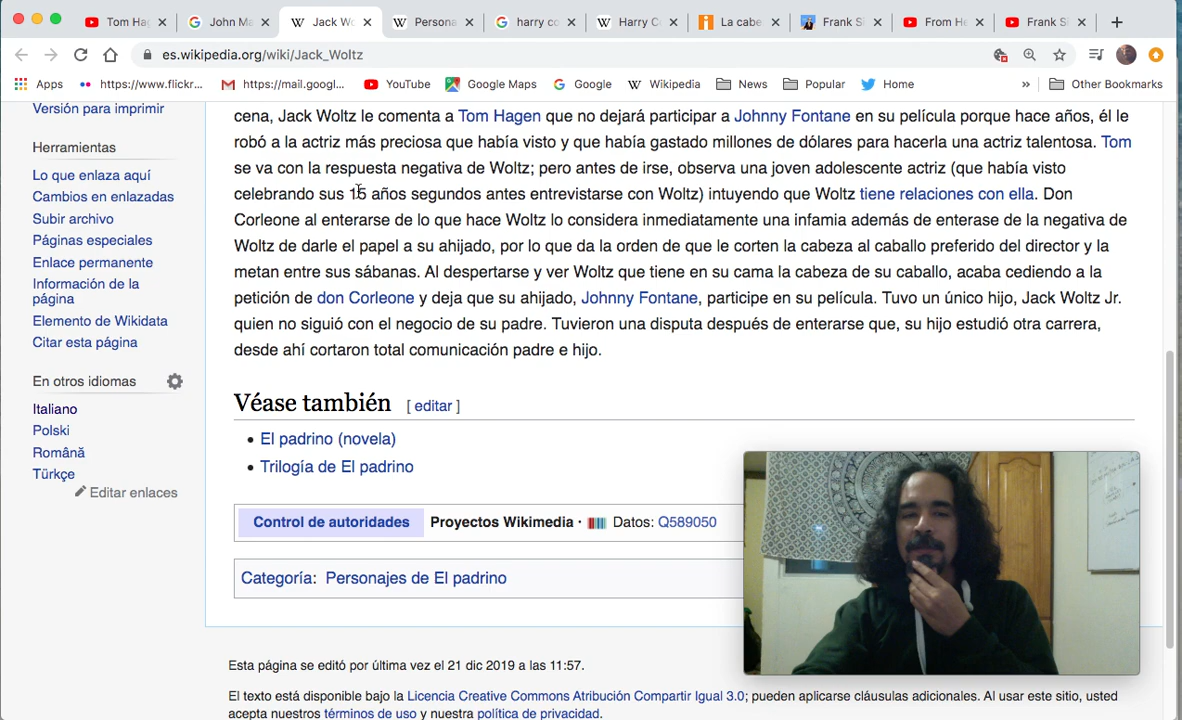 Tom Ha
John Ma
Jack Wo
Persona
harry co
Harry C
La cabe
Frank Si
From He
Frank Si
es.wikipedia.org/wiki/Jack_Woltz
Apps
https://www.flickr...
https://mail.googl...
YouTube
Google Maps
Google
Wikipedia
News
Popular
Home
»
Other Bookmarks
Versión para imprimir
Herramientas
Lo que enlaza aquí
Cambios en enlazadas
Subir archivo
Páginas especiales
Enlace permanente
Información de la
página
Elemento de Wikidata
Citar esta página
En otros idiomas
Italiano
Polski
Română
Türkçe
Editar enlaces
cena, Jack Woltz le comenta a Tom Hagen que no dejará participar a Johnny Fontane en su película porque hace años, él le
robó a la actriz más preciosa que había visto y que había gastado millones de dólares para hacerla una actriz talentosa. Tom
se va con la respuesta negativa de Woltz; pero antes de irse, observa una joven adolescente actriz (que había visto
celebrando sus 15 años segundos antes entrevistarse con Woltz) intuyendo que Woltz tiene relaciones con ella. Don
Corleone al enterarse de lo que hace Woltz lo considera inmediatamente una infamia además de enterase de la negativa de
Woltz de darle el papel a su ahijado, por lo que da la orden de que le corten la cabeza al caballo preferido del director y la
metan entre sus sábanas. Al despertarse y ver Woltz que tiene en su cama la cabeza de su caballo, acaba cediendo a la
petición de don Corleone y deja que su ahijado, Johnny Fontane, participe en su película. Tuvo un único hijo, Jack Woltz Jr.
quien no siguió con el negocio de su padre. Tuvieron una disputa después de enterarse que, su hijo estudió otra carrera,
desde ahí cortaron total comunicación padre e hijo.
Véase también [ editar ]
El padrino (novela)
Trilogía de El padrino
Control de autoridades Proyectos Wikimedia · Datos: Q589050
Categoría: Personajes de El padrino
Esta página se editó por última vez el 21 dic 2019 a las 11:57.
El texto está disponible bajo la Licencia Creative Commons Atribución Compartir Igual 3.0; pueden aplicarse cláusulas adicionales. Al usar este sitio, usted
acepta nuestros términos de uso y nuestra política de privacidad.